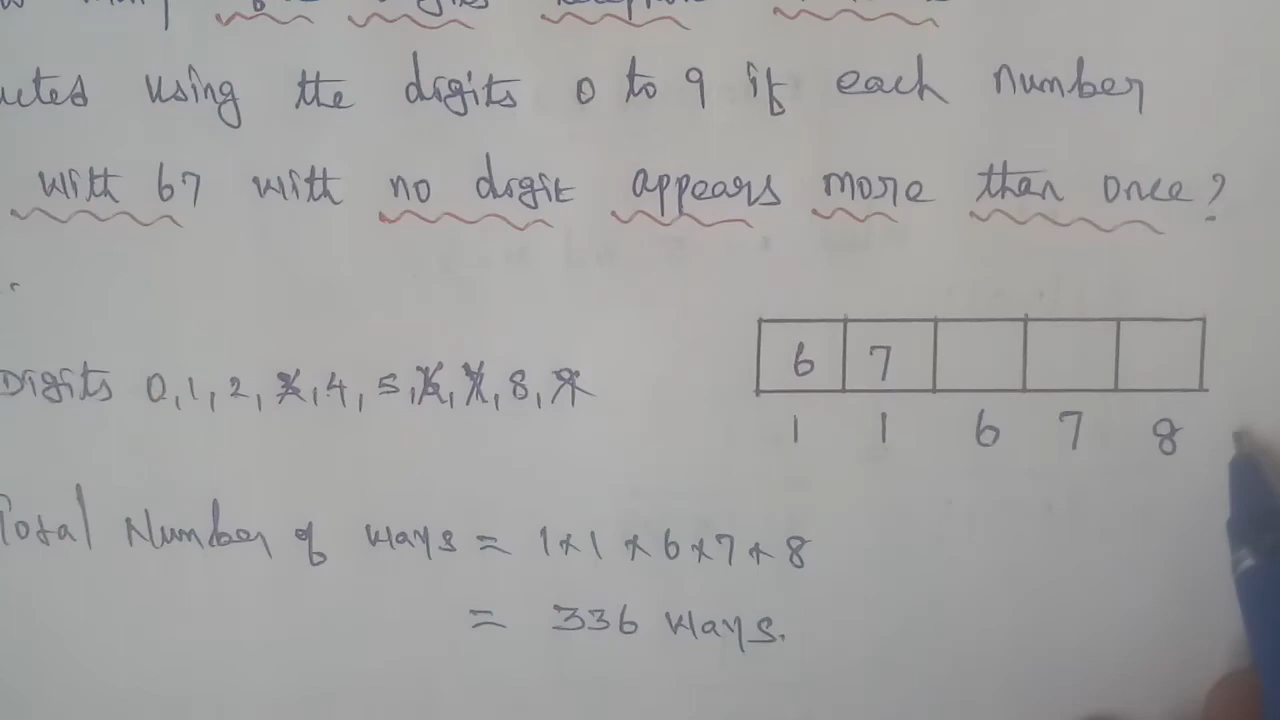 ucted using the digits 0 to 9 if each number
with 67 with no digit appears more than once?
Digits 0, 1, 2, 3, 4, 5, 6, 7, 8, 9
6 7
1 1 6 7 8
Total Number of ways = 1 * 1 * 6 * 7 * 8
= 336 ways.